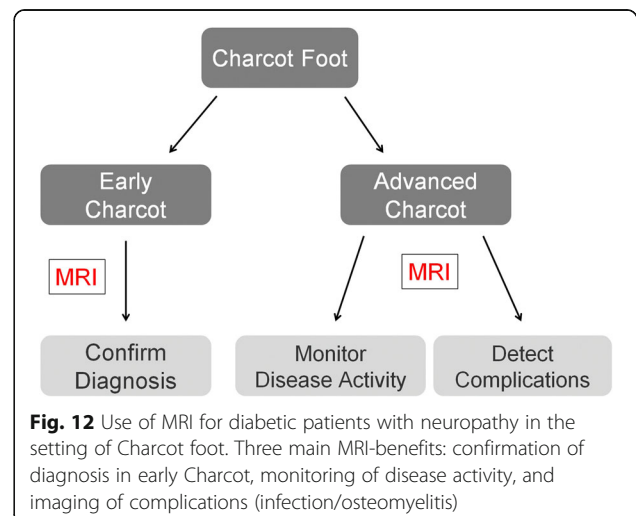 Charcot Foot
Early
Charcot
Advanced
Charcot
MRI
MRI
Confirm
Diagnosis
Monitor
Disease Activity
Detect
Complications
Fig. 12 Use of MRI for diabetic patients with neuropathy in the
setting of Charcot foot. Three main MRI-benefits: confirmation of
diagnosis in early Charcot, monitoring of disease activity, and
imaging of complications (infection/osteomyelitis)